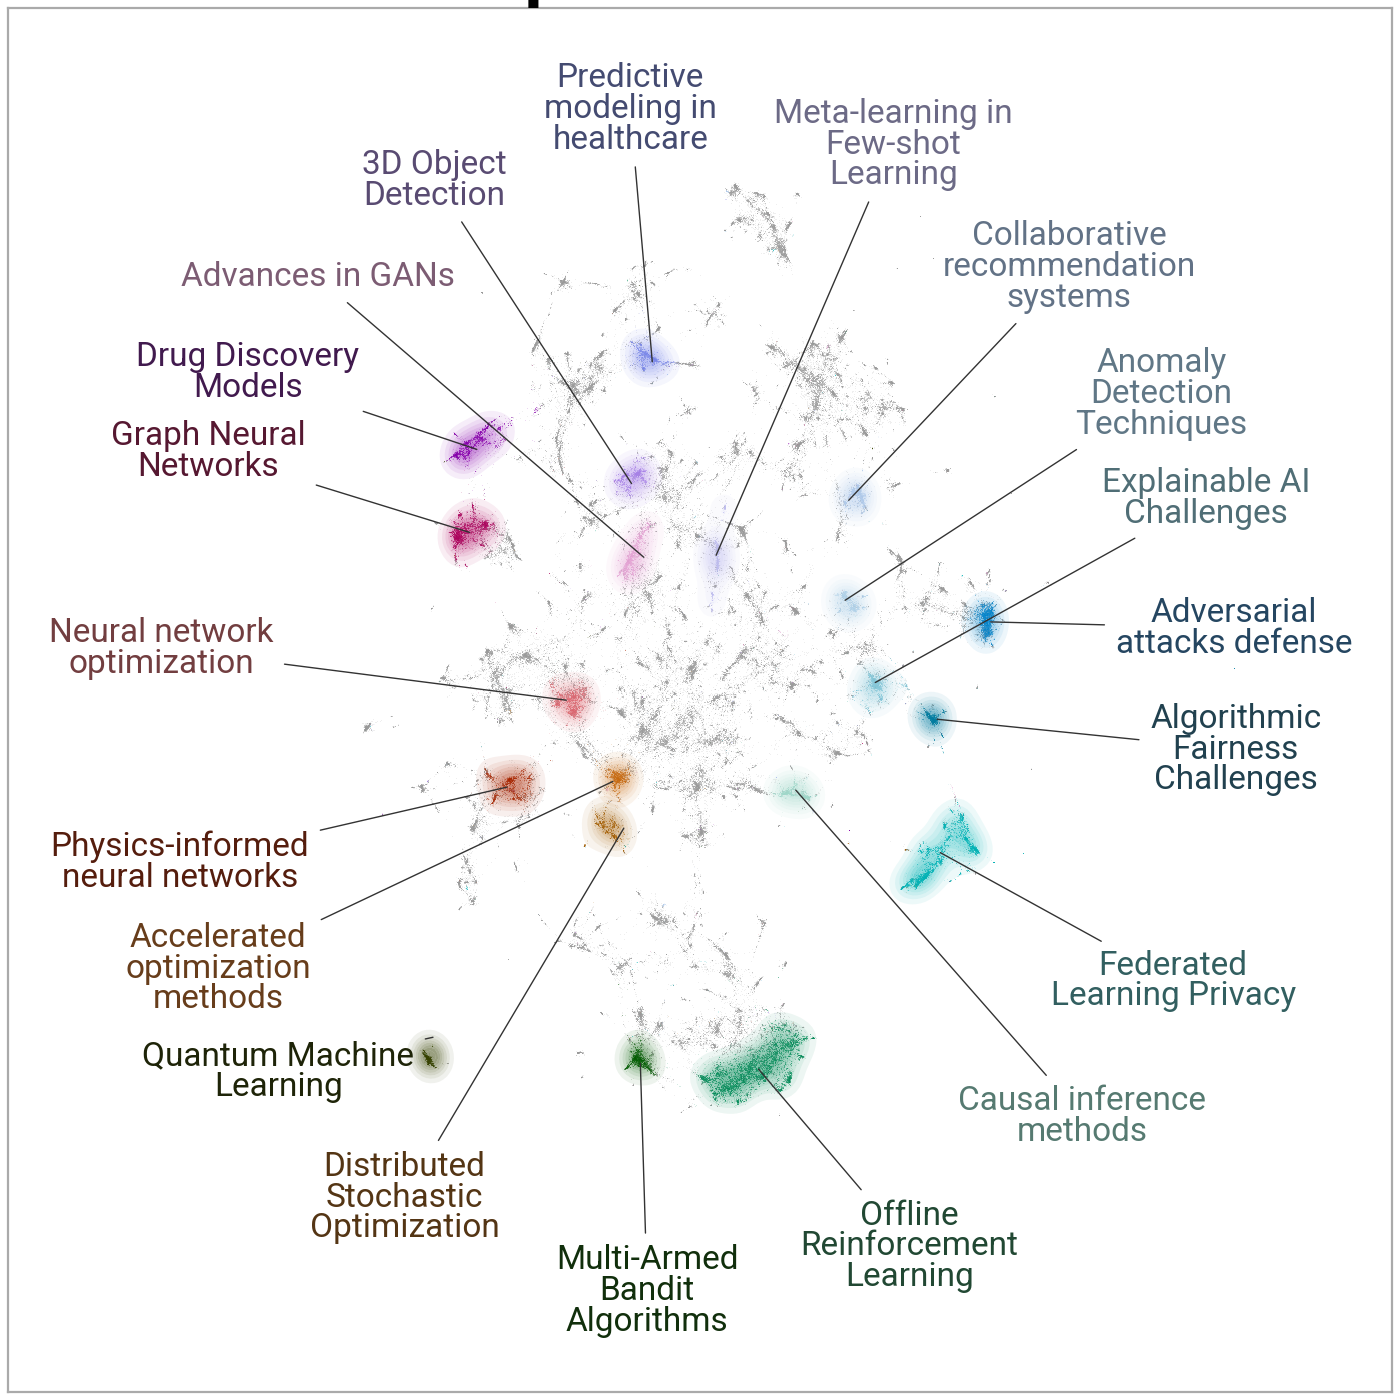 Predictive
modeling in
healthcare
Meta-learning in
Few-shot
Learning
3D Object
Detection
Collaborative
recommendation
systems
Advances in GANs
Drug Discovery
Models
Anomaly
Detection
Techniques
Graph Neural
Networks
Explainable AI
Challenges
Neural network
optimization
Adversarial
attacks defense
Algorithmic
Fairness
Challenges
Physics-informed
neural networks
Accelerated
optimization
methods
Federated
Learning Privacy
Quantum Machine
Learning
Causal inference
methods
Distributed
Stochastic
Optimization
Offline
Reinforcement
Learning
Multi-Armed
Bandit
Algorithms